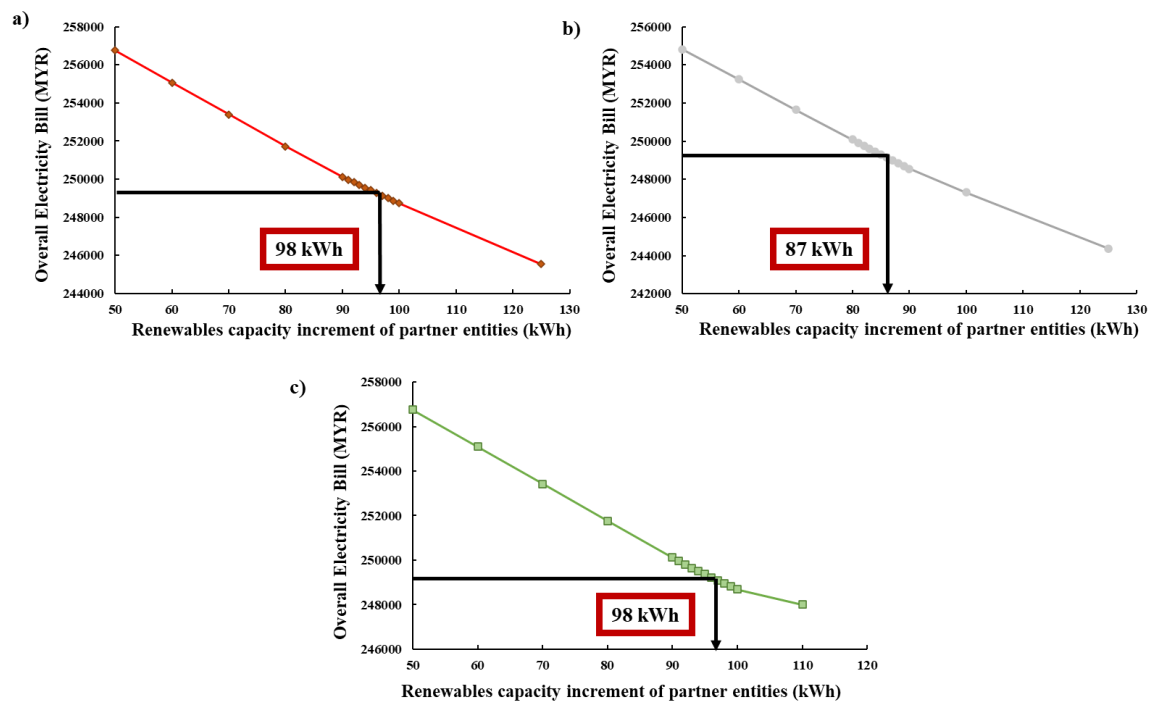 a)
Overall Electricity Bill (MYR)
258000
256000
254000
252000
250000
248000
246000
244000
98 kWh
50 60 70 80 90 100 110 120 130
Renewables capacity increment of partner entities (kWh)
b)
Overall Electricity Bill (MYR)
256000
254000
252000
250000
248000
246000
244000
242000
87 kWh
50 60 70 80 90 100 110 120 130
Renewables capacity increment of partner entities (kWh)
c)
Overall Electricity Bill (MYR)
258000
256000
254000
252000
250000
248000
246000
98 kWh
50 60 70 80 90 100 110 120
Renewables capacity increment of partner entities (kWh)